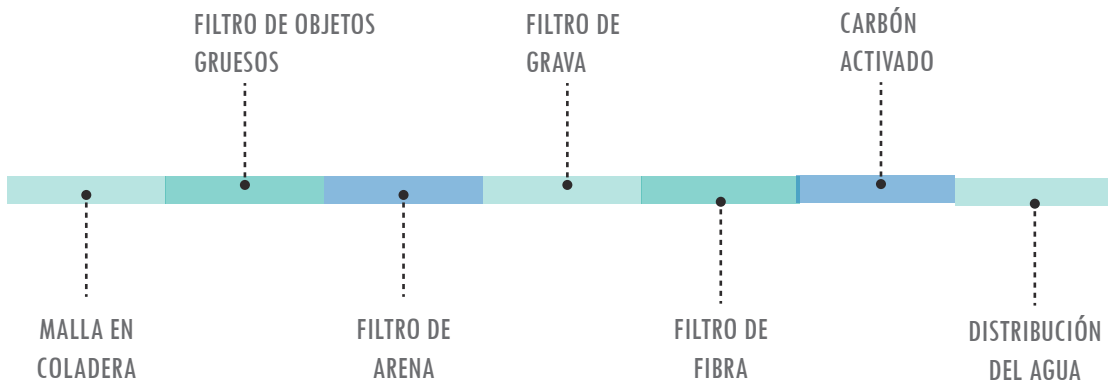 FILTRO DE OBJETOS
GRUESOS
FILTRO DE
GRAVA
CARBÓN
ACTIVADO
MALLA EN
COLADERA
FILTRO DE
ARENA
FILTRO DE
FIBRA
DISTRIBUCIÓN
DEL AGUA